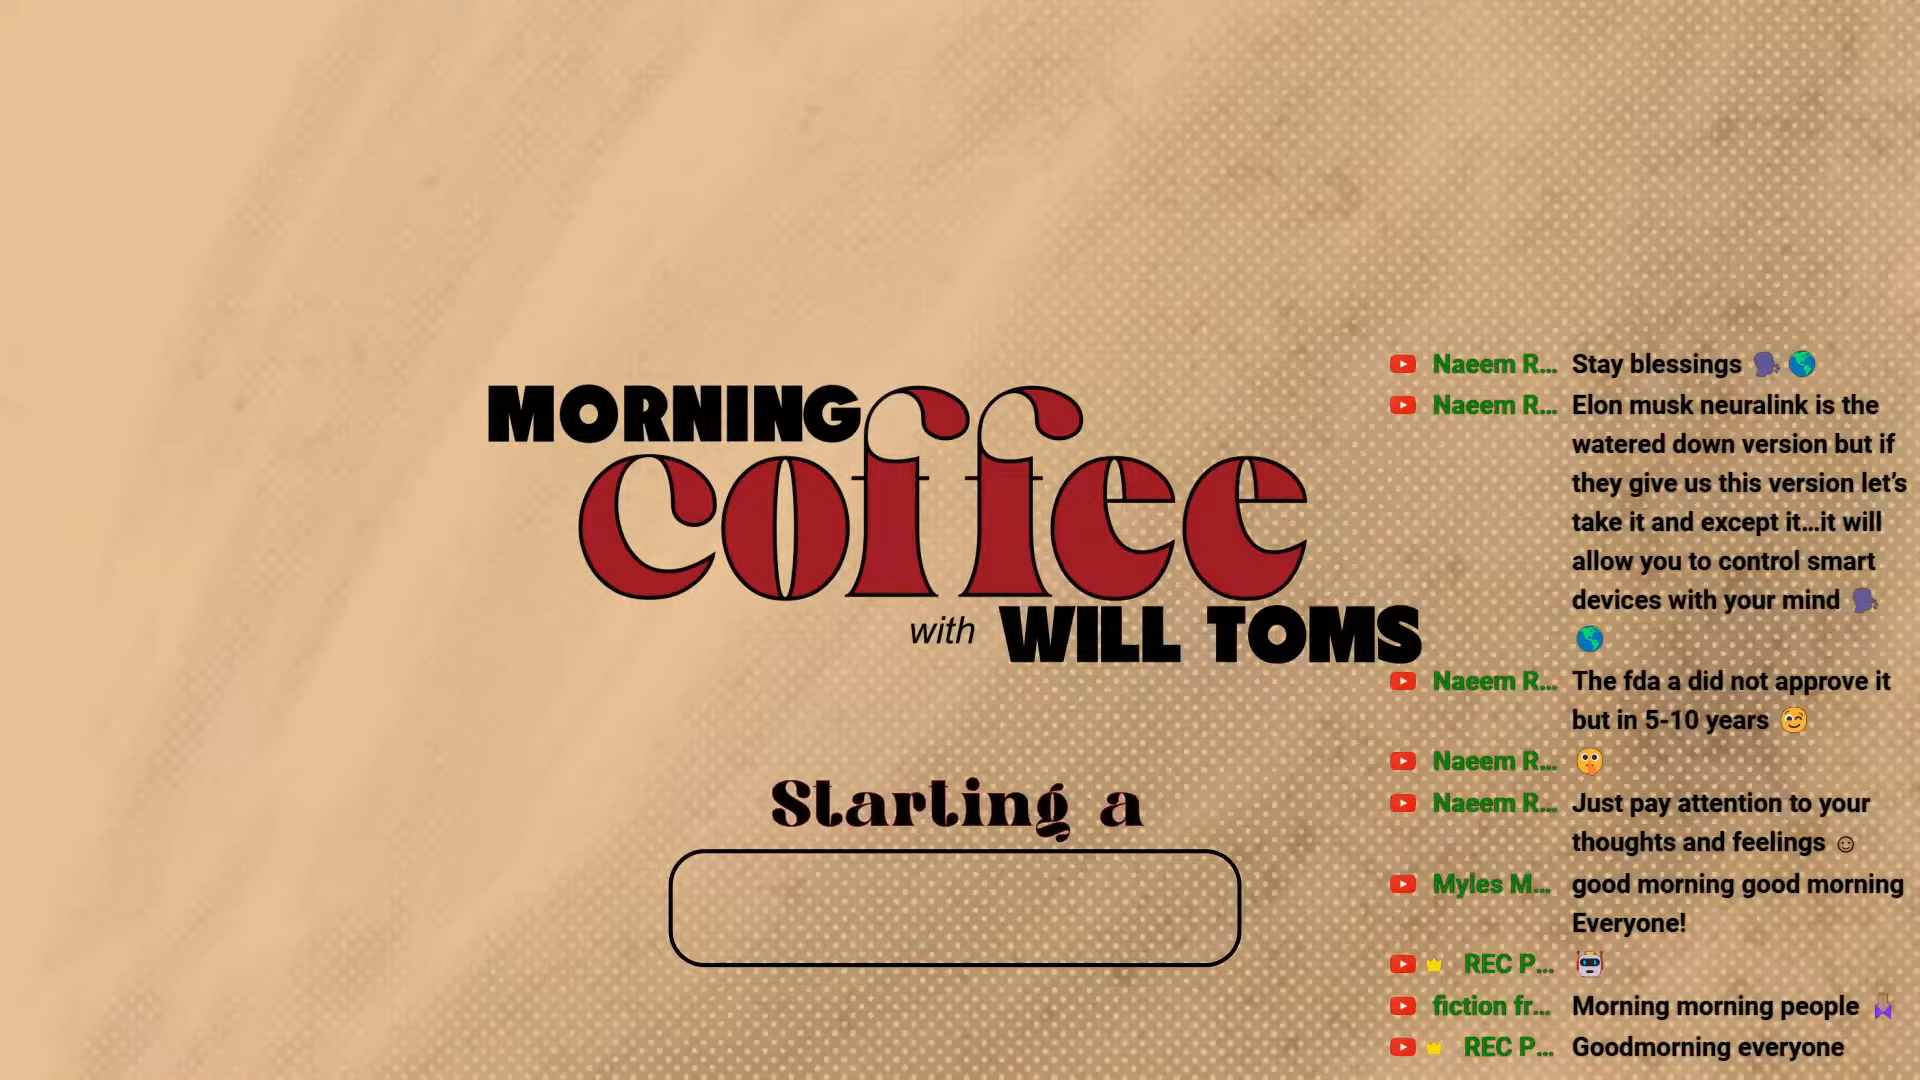 MORNING
coffee
with WILL TOMS
Starting a
Naeem R... Stay blessings 🗣️ 🌎
Naeem R... Elon musk neuralink is the
watered down version but if
they give us this version let's
take it and except it...it will
allow you to control smart
devices with your mind 🗣️
🌎
Naeem R... The fda a did not approve it
but in 5-10 years 😉
Naeem R... 🤫
Naeem R... Just pay attention to your
thoughts and feelings ☺
Myles M... good morning good morning
Everyone!
REC P... 🤖
fiction fr... Morning morning people
REC P... Goodmorning everyone